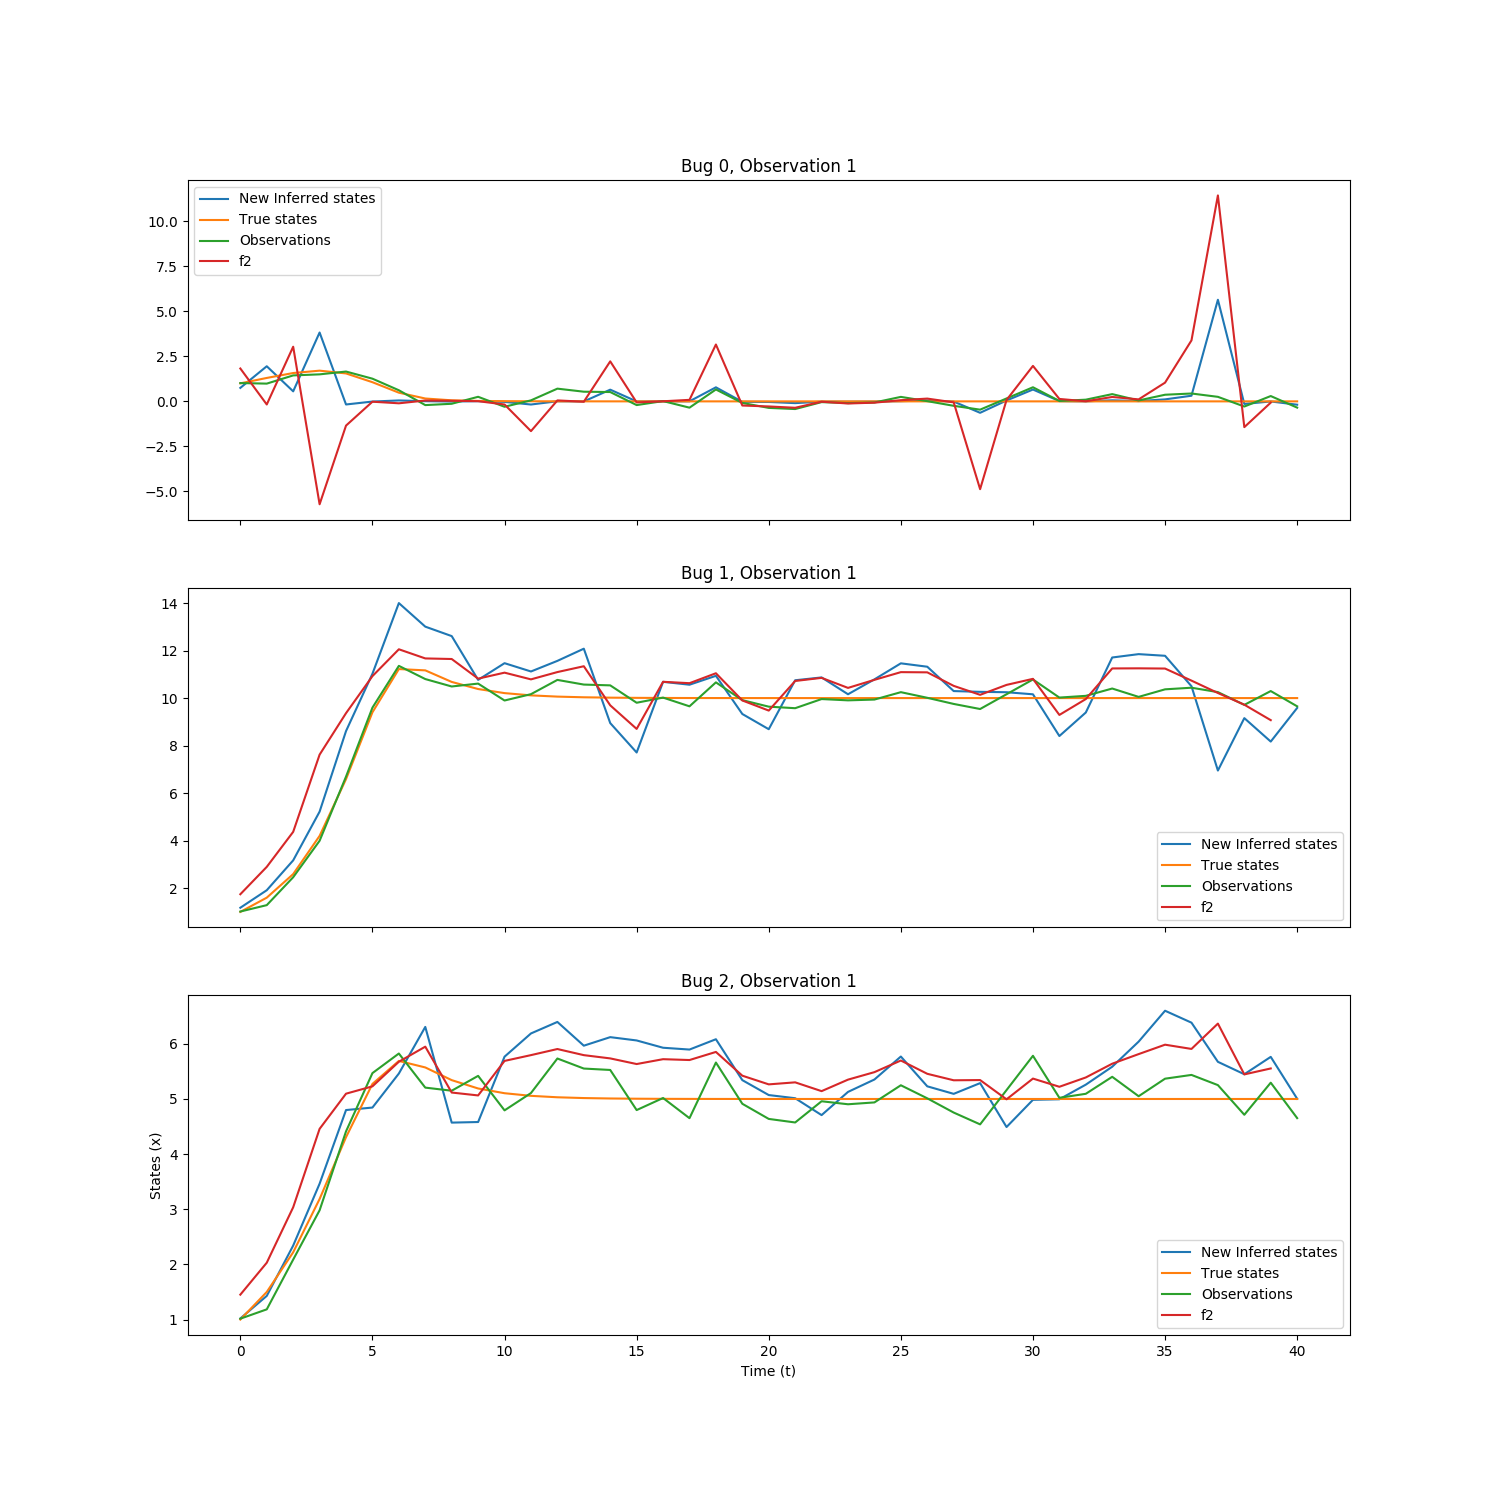 Bug 0, Observation 1
New Inferred states
True states
Observations
f2
10.0
7.5
5.0
2.5
0.0
−2.5
−5.0
Bug 1, Observation 1
14
12
10
8
6
4
2
New Inferred states
True states
Observations
f2
Bug 2, Observation 1
6
5
4
3
2
1
States (x)
New Inferred states
True states
Observations
f2
0 5 10 15 20 25 30 35 40
Time (t)